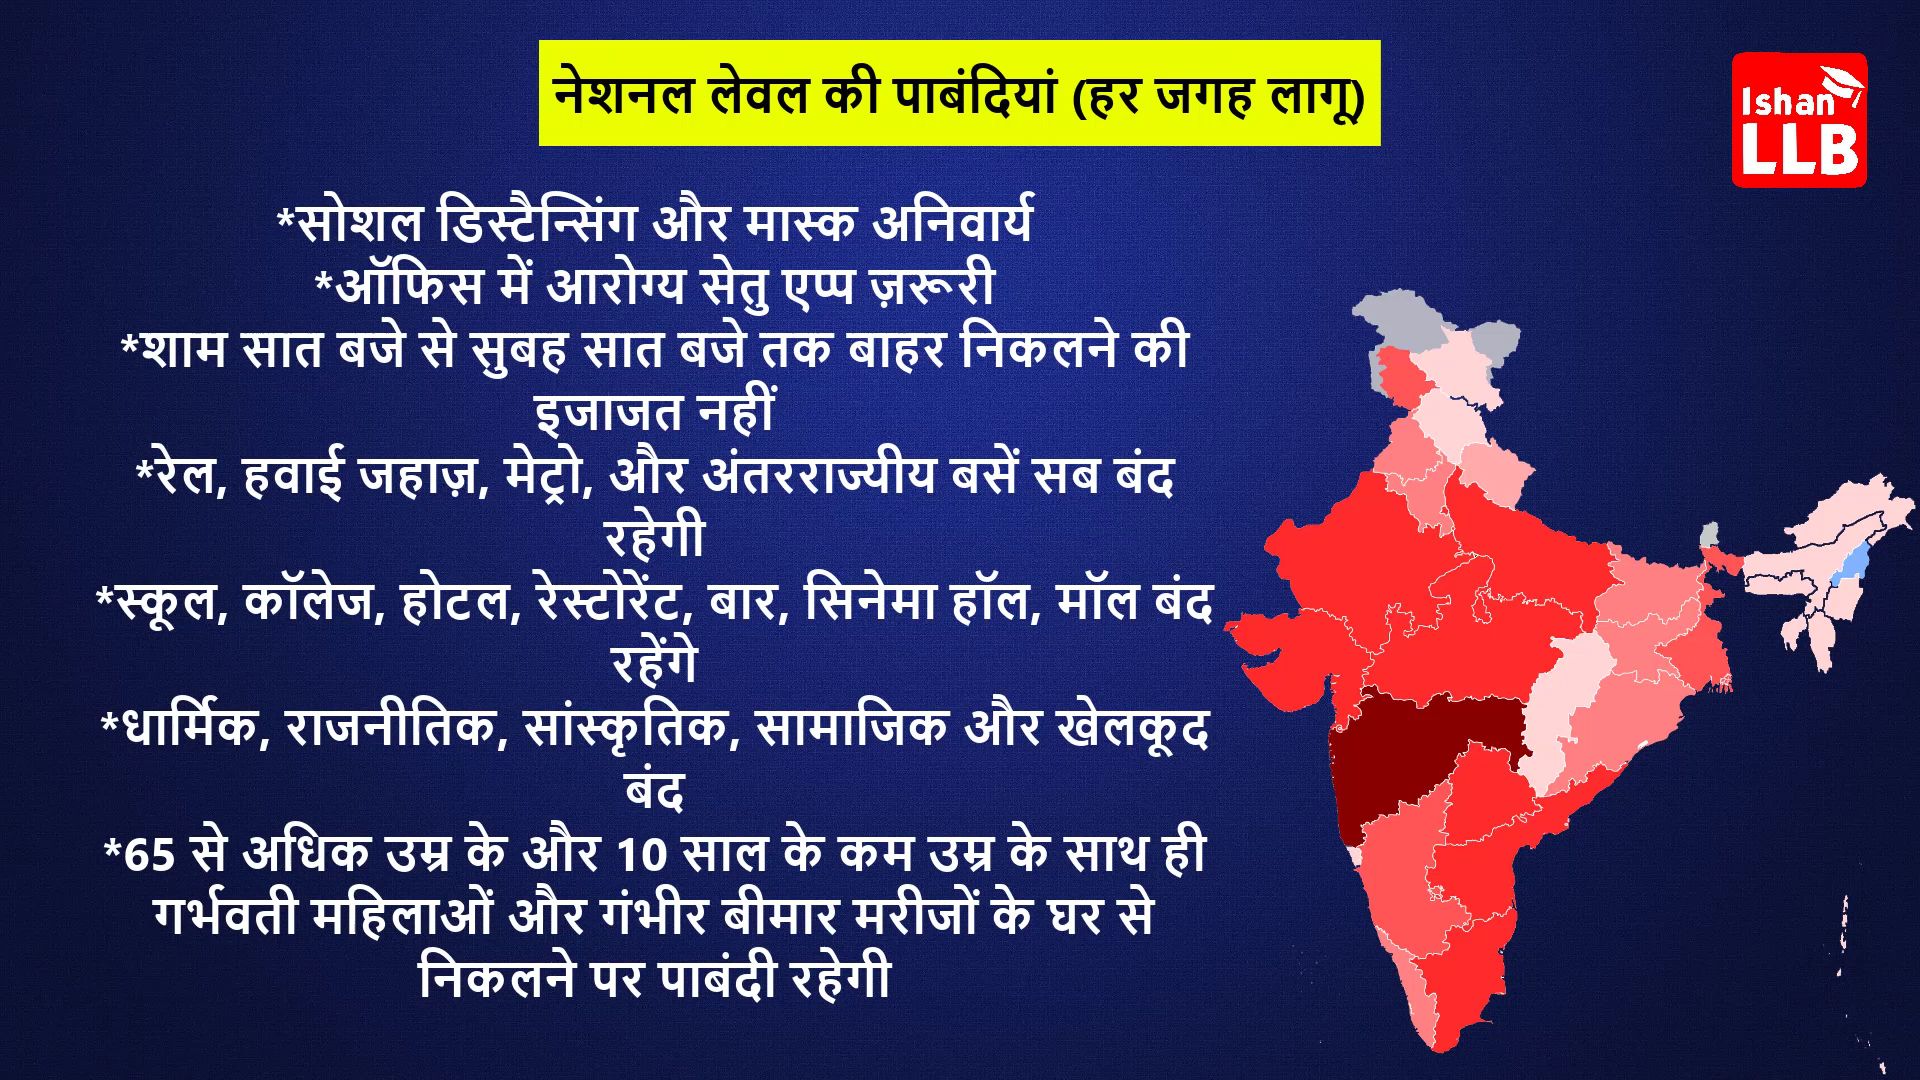 नेशनल लेवल की पाबंदियां (हर जगह लागू)
Ishan
LLB
*सोशल डिस्टैन्सिंग और मास्क अनिवार्य
*ऑफिस में आरोग्य सेतु एप्प ज़रूरी
*शाम सात बजे से सुबह सात बजे तक बाहर निकलने की
इजाजत नहीं
*रेल, हवाई जहाज़, मेट्रो, और अंतरराज्यीय बसें सब बंद
रहेगी
*स्कूल, कॉलेज, होटल, रेस्टोरेंट, बार, सिनेमा हॉल, मॉल बंद
रहेंगे
*धार्मिक, राजनीतिक, सांस्कृतिक, सामाजिक और खेलकूद
बंद
*65 से अधिक उम्र के और 10 साल के कम उम्र के साथ ही
गर्भवती महिलाओं और गंभीर बीमार मरीजों के घर से
निकलने पर पाबंदी रहेगी